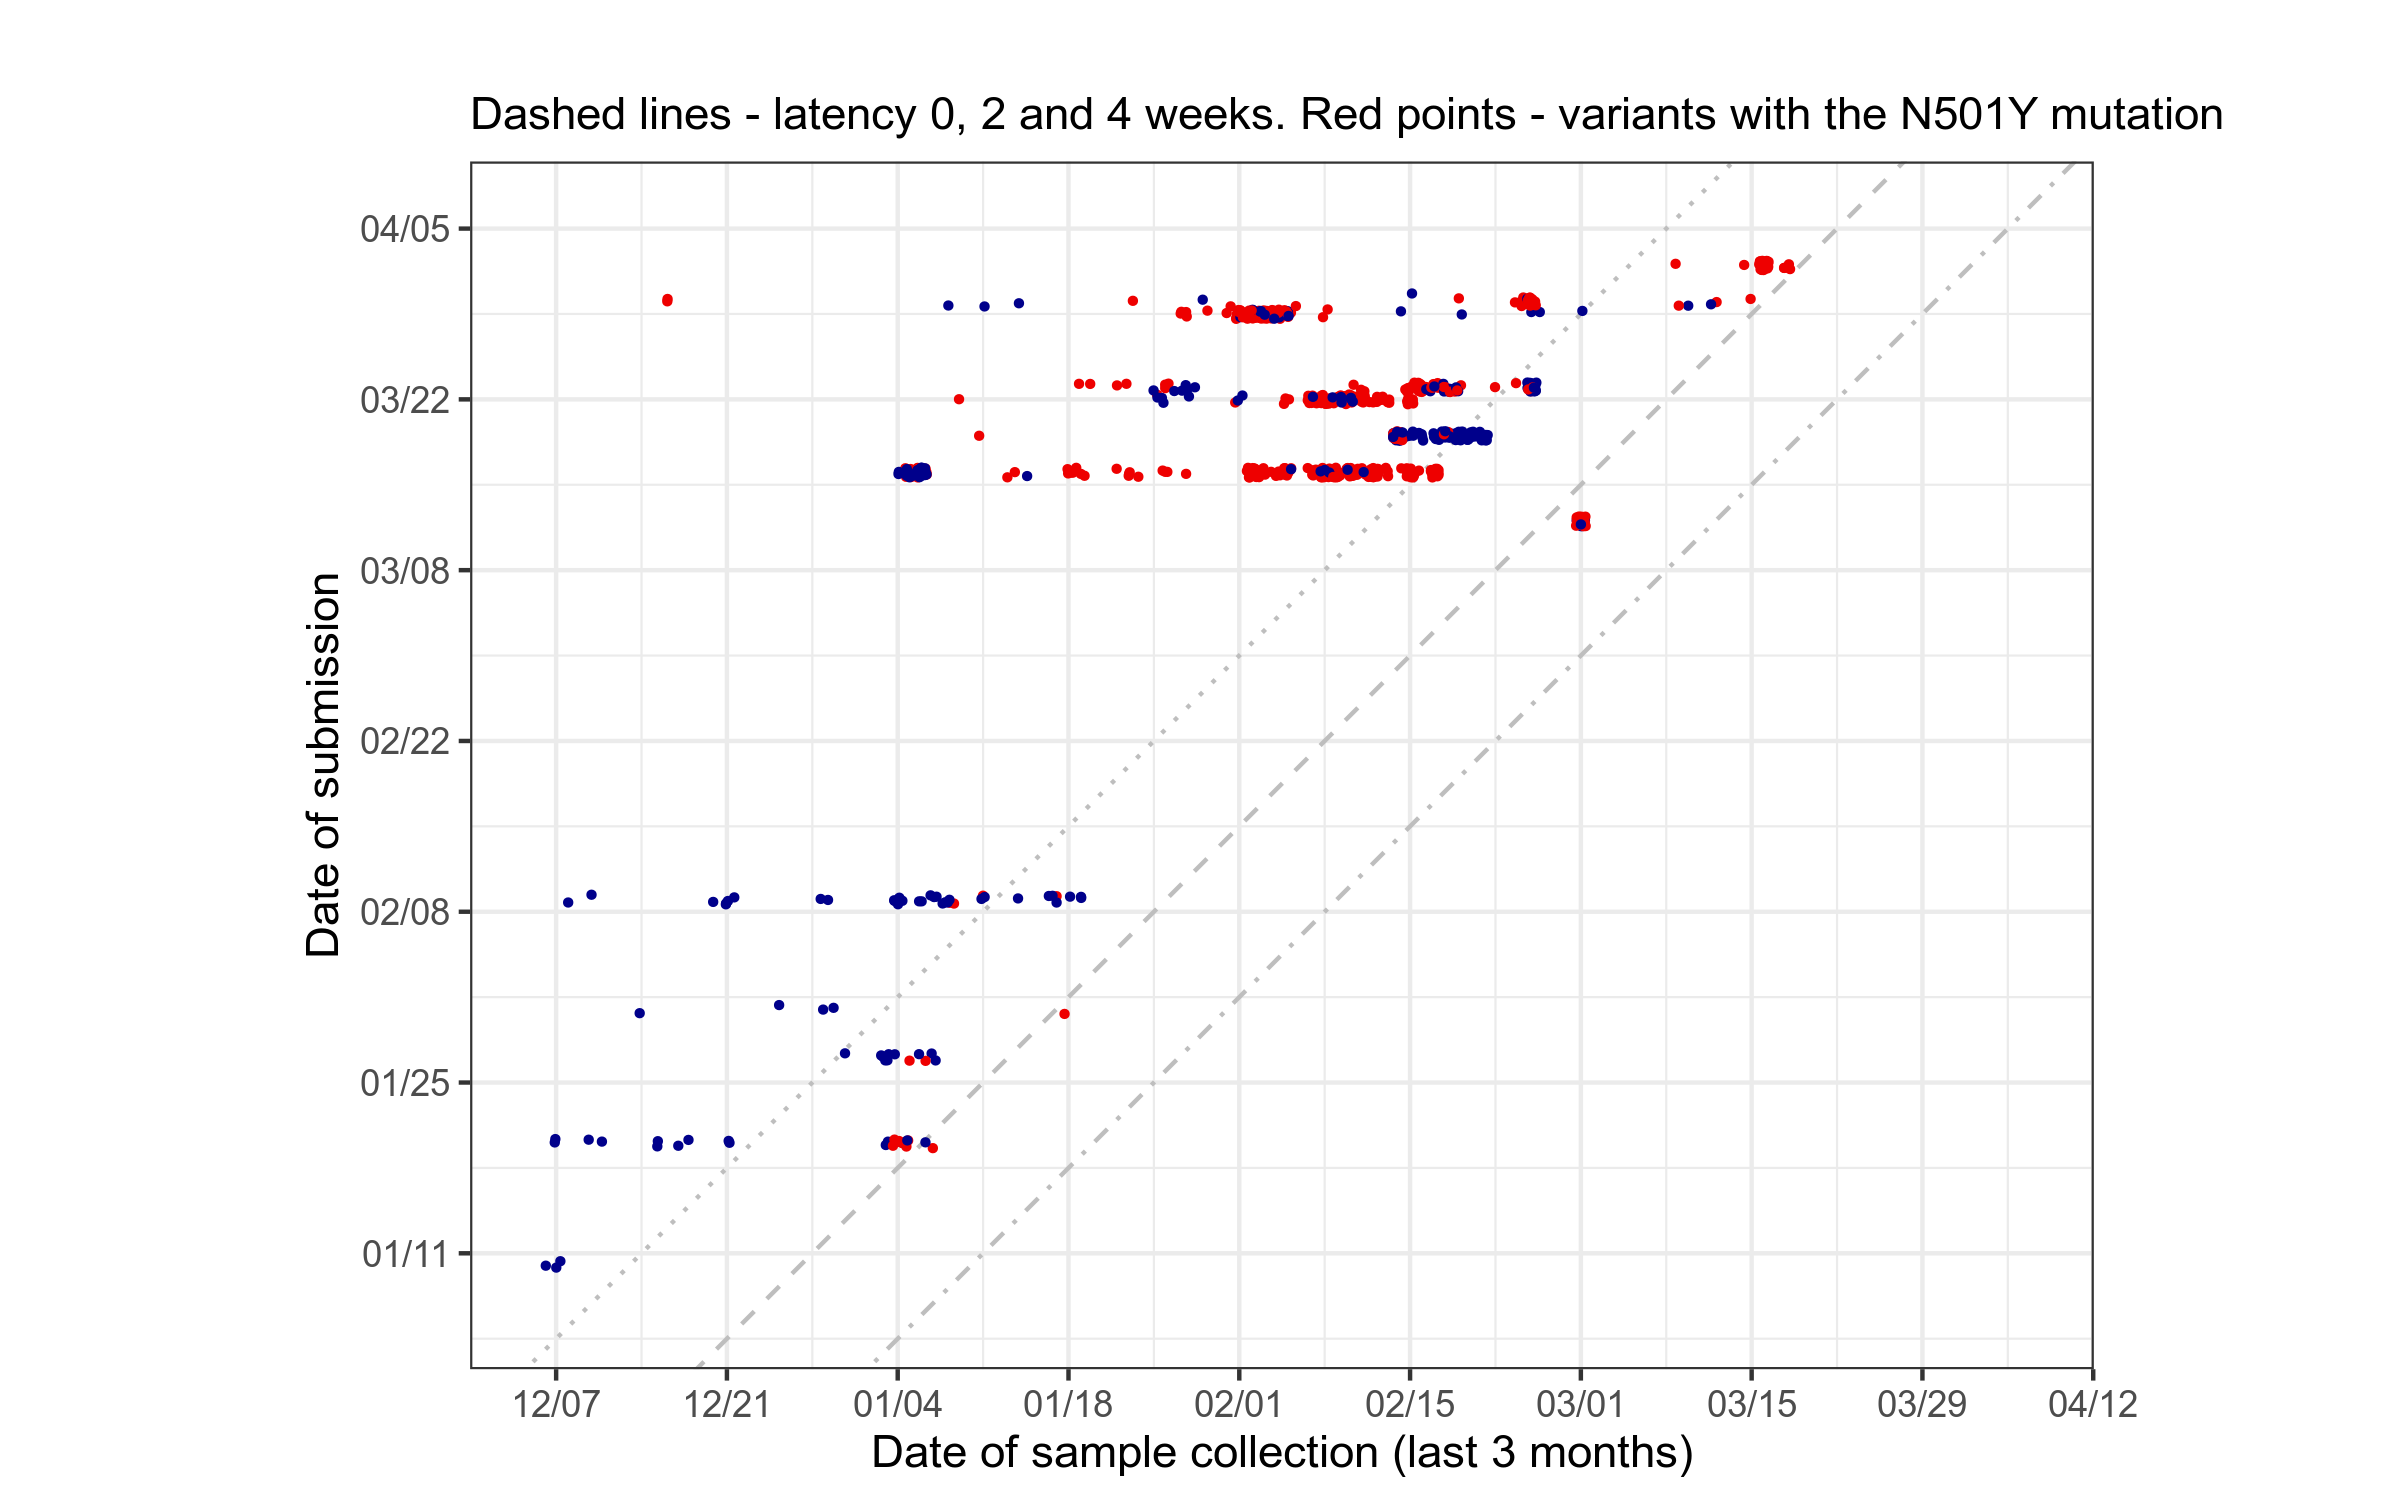 Dashed lines - latency 0, 2 and 4 weeks. Red points - variants with the N501Y mutation
04/05
03/22
03/08
02/22
02/08
01/25
01/11
Date of submission
12/07 12/21 01/04 01/18 02/01 02/15 03/01 03/15 03/29 04/12
Date of sample collection (last 3 months)